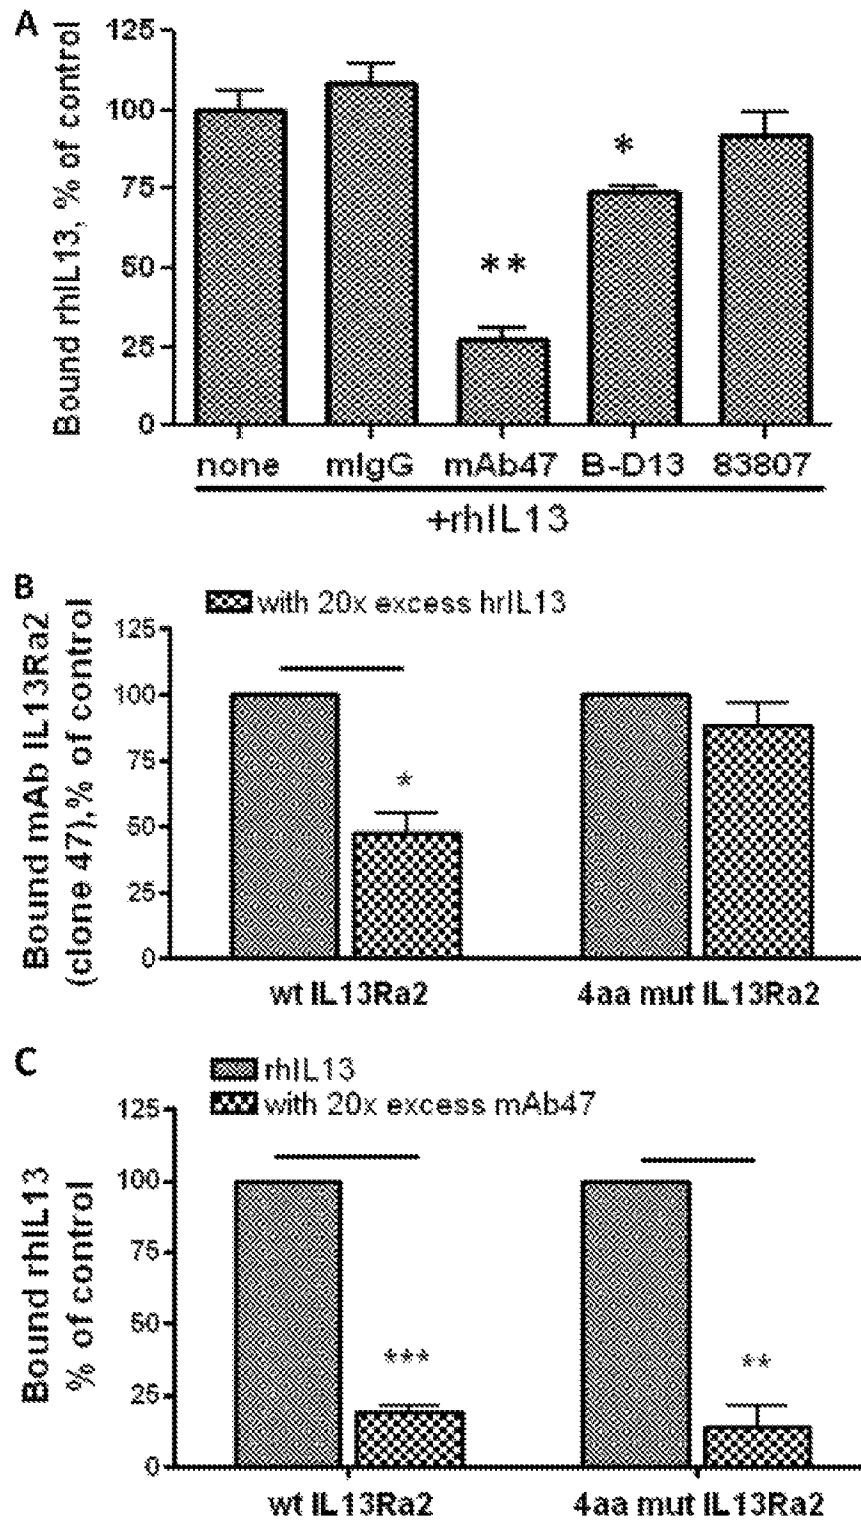 A
Bound rhIL13, % of control
125
100
75
50
25
0
*
**
none mIgG mAb47 B-D13 83807
+rhIL13
B
with 20x excess hrIL13
Bound mAb IL13Ra2
(clone 47),% of control
125
100
75
50
25
0
*
wt IL13Ra2 4aa mut IL13Ra2
C
rhIL13
with 20x excess mAb47
Bound rhIL13
% of control
125
100
75
50
25
0
***
**
wt IL13Ra2 4aa mut IL13Ra2